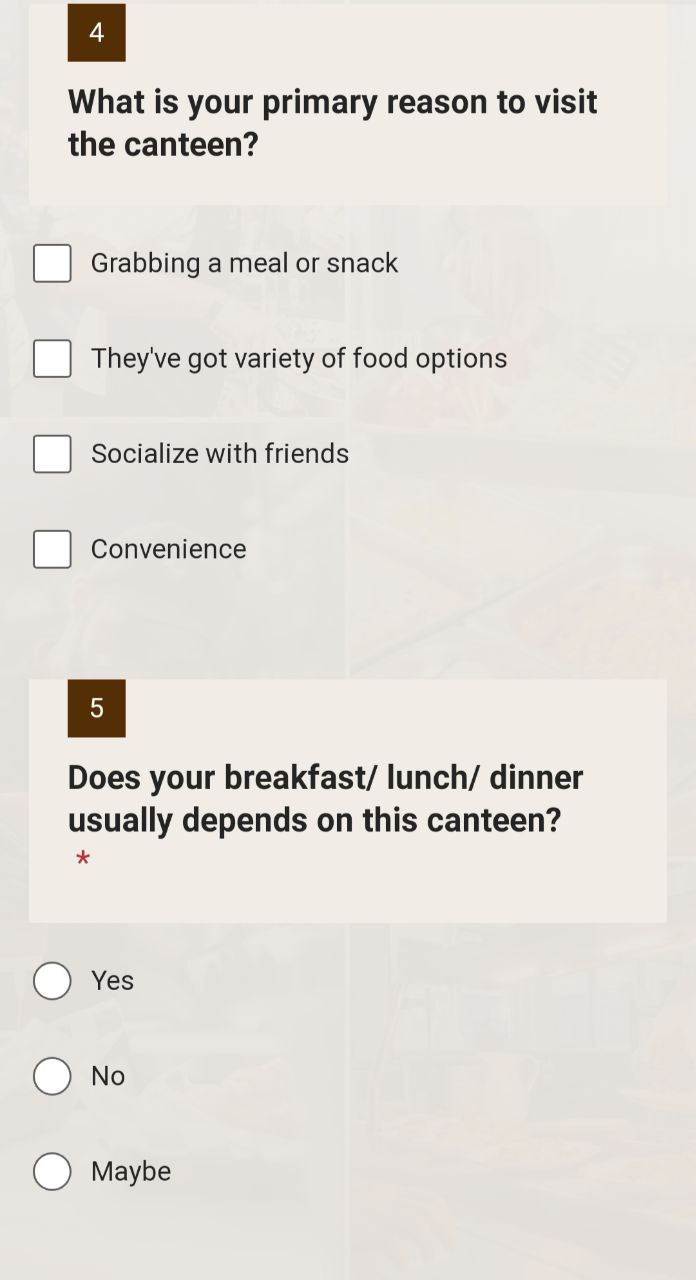 4
What is your primary reason to visit
the canteen?
Grabbing a meal or snack
They've got variety of food options
Socialize with friends
Convenience
5
Does your breakfast/ lunch/ dinner
usually depends on this canteen?
*
Yes
No
Maybe